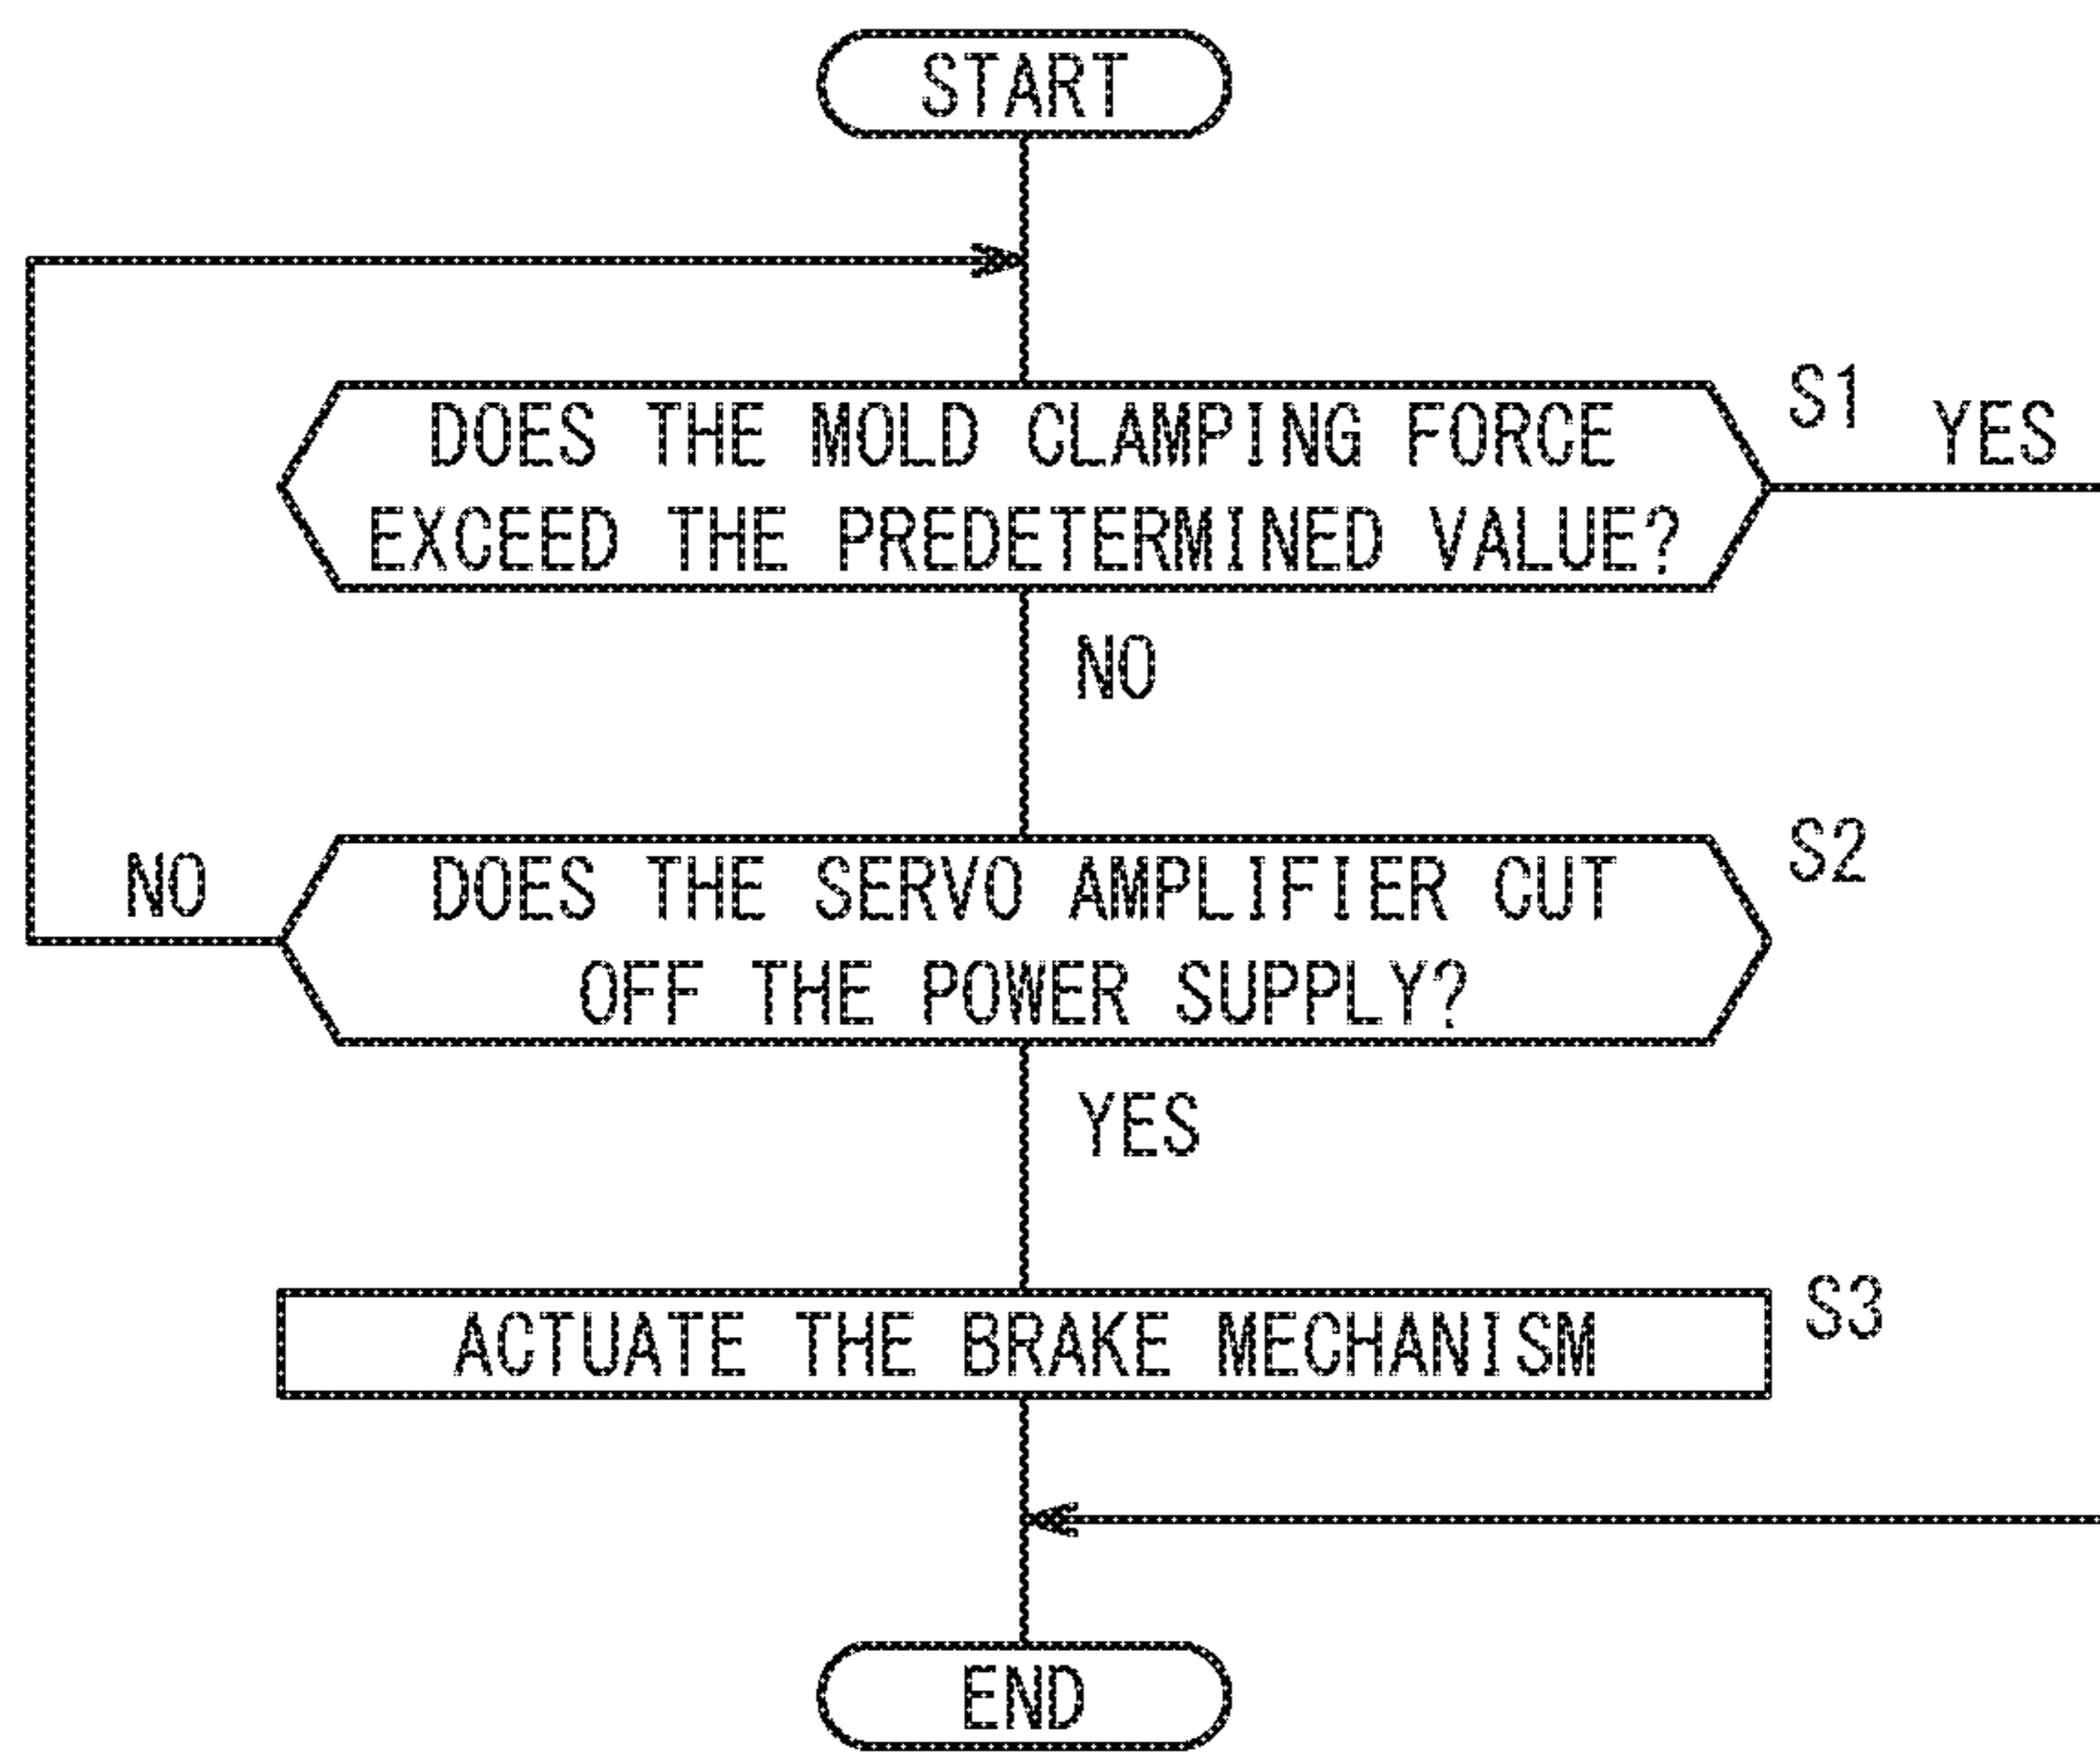 START
DOES THE MOLD CLAMPING FORCE
EXCEED THE PREDETERMINED VALUE?
S1
YES
NO
DOES THE SERVO AMPLIFIER CUT
OFF THE POWER SUPPLY?
S2
NO
YES
ACTUATE THE BRAKE MECHANISM
S3
END